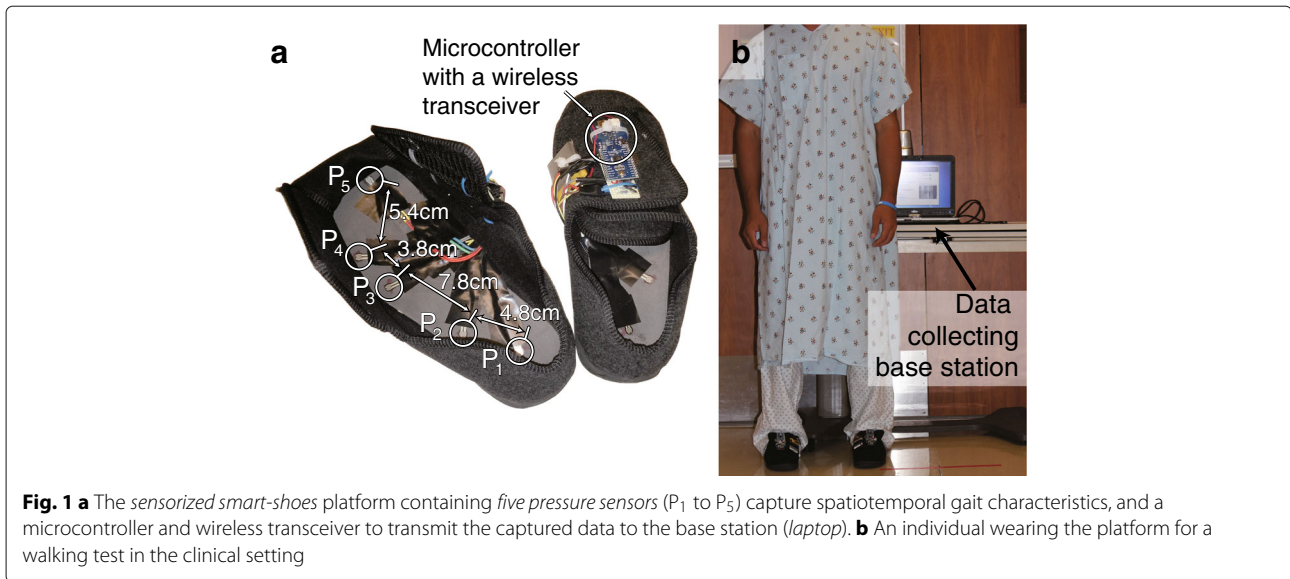 a
Microcontroller
with a wireless
transceiver
P5
5.4cm
P4
3.8cm
P3
7.8cm
4.8cm
P2
P1
b
Data
collecting
base station
Fig. 1 a The sensorized smart-shoes platform containing five pressure sensors (P1 to P5) capture spatiotemporal gait characteristics, and a
microcontroller and wireless transceiver to transmit the captured data to the base station (laptop). b An individual wearing the platform for a
walking test in the clinical setting